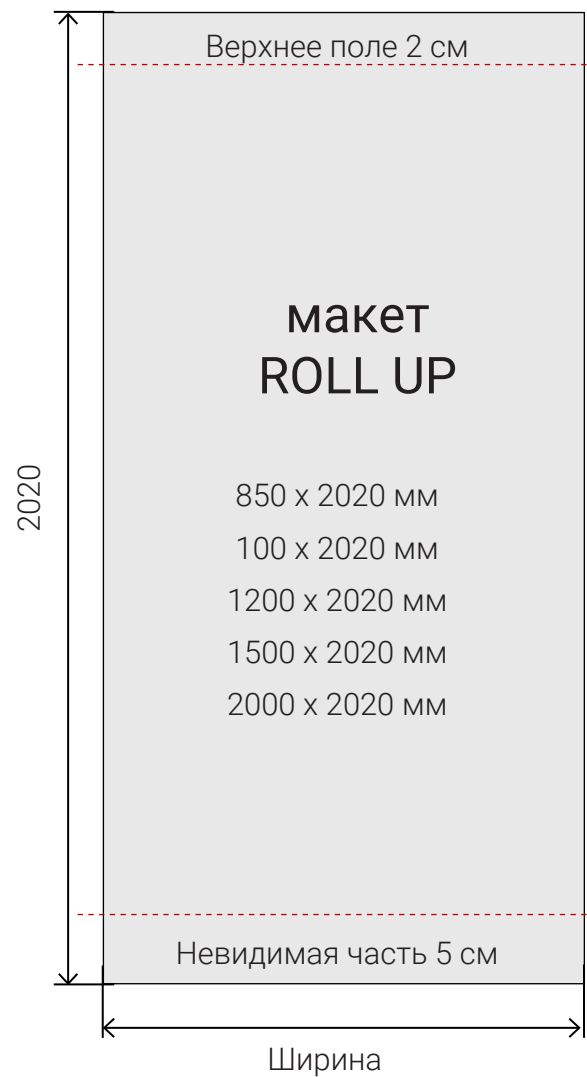 Верхнее поле 2 см
макет
ROLL UP
2020
850 x 2020 мм
100 x 2020 мм
1200 x 2020 мм
1500 x 2020 мм
2000 x 2020 мм
Невидимая часть 5 см
Ширина